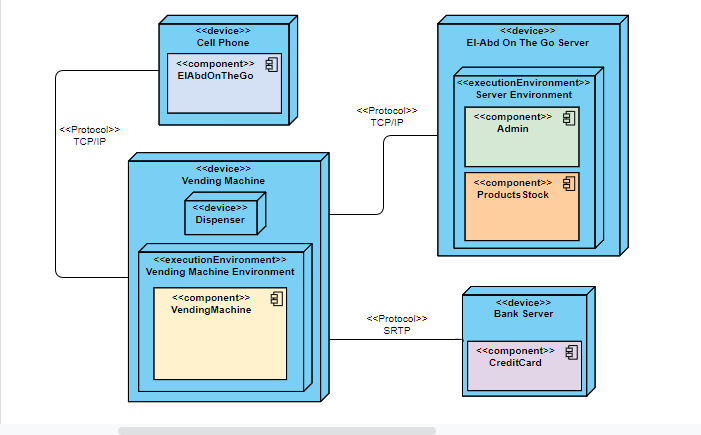 <<device>>
Cell Phone
<<component>>
ElAbdOnTheGo
<<Protocol>>
TCP/IP
<<device>>
El-Abd On The Go Server
<<executionEnvironment>>
Server Environment
<<component>>
Admin
<<component>>
ProductsStock
<<Protocol>>
TCP/IP
<<device>>
Vending Machine
<<device>>
Dispenser
<<executionEnvironment>>
Vending Machine Environment
<<component>>
VendingMachine
<<Protocol>>
SRTP
<<device>>
Bank Server
<<component>>
CreditCard